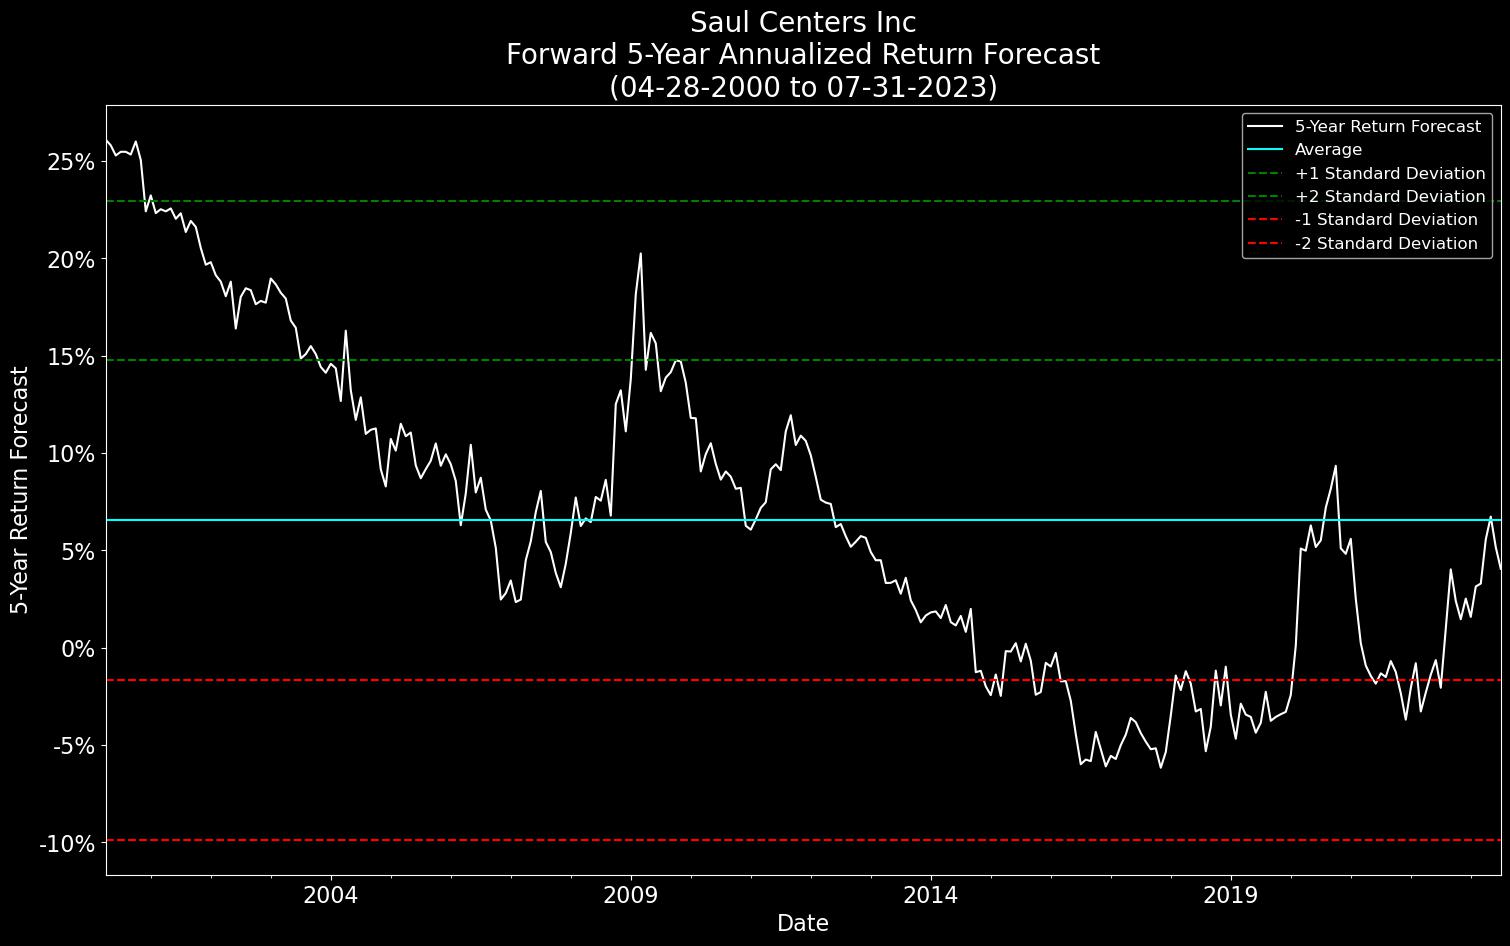 Saul Centers Inc
Forward 5-Year Annualized Return Forecast
(04-28-2000 to 07-31-2023)
5-Year Return Forecast
Average
+1 Standard Deviation
+2 Standard Deviation
-1 Standard Deviation
-2 Standard Deviation
5-Year Return Forecast
25%
20%
15%
10%
5%
0%
-5%
-10%
2004
2009
2014
2019
Date